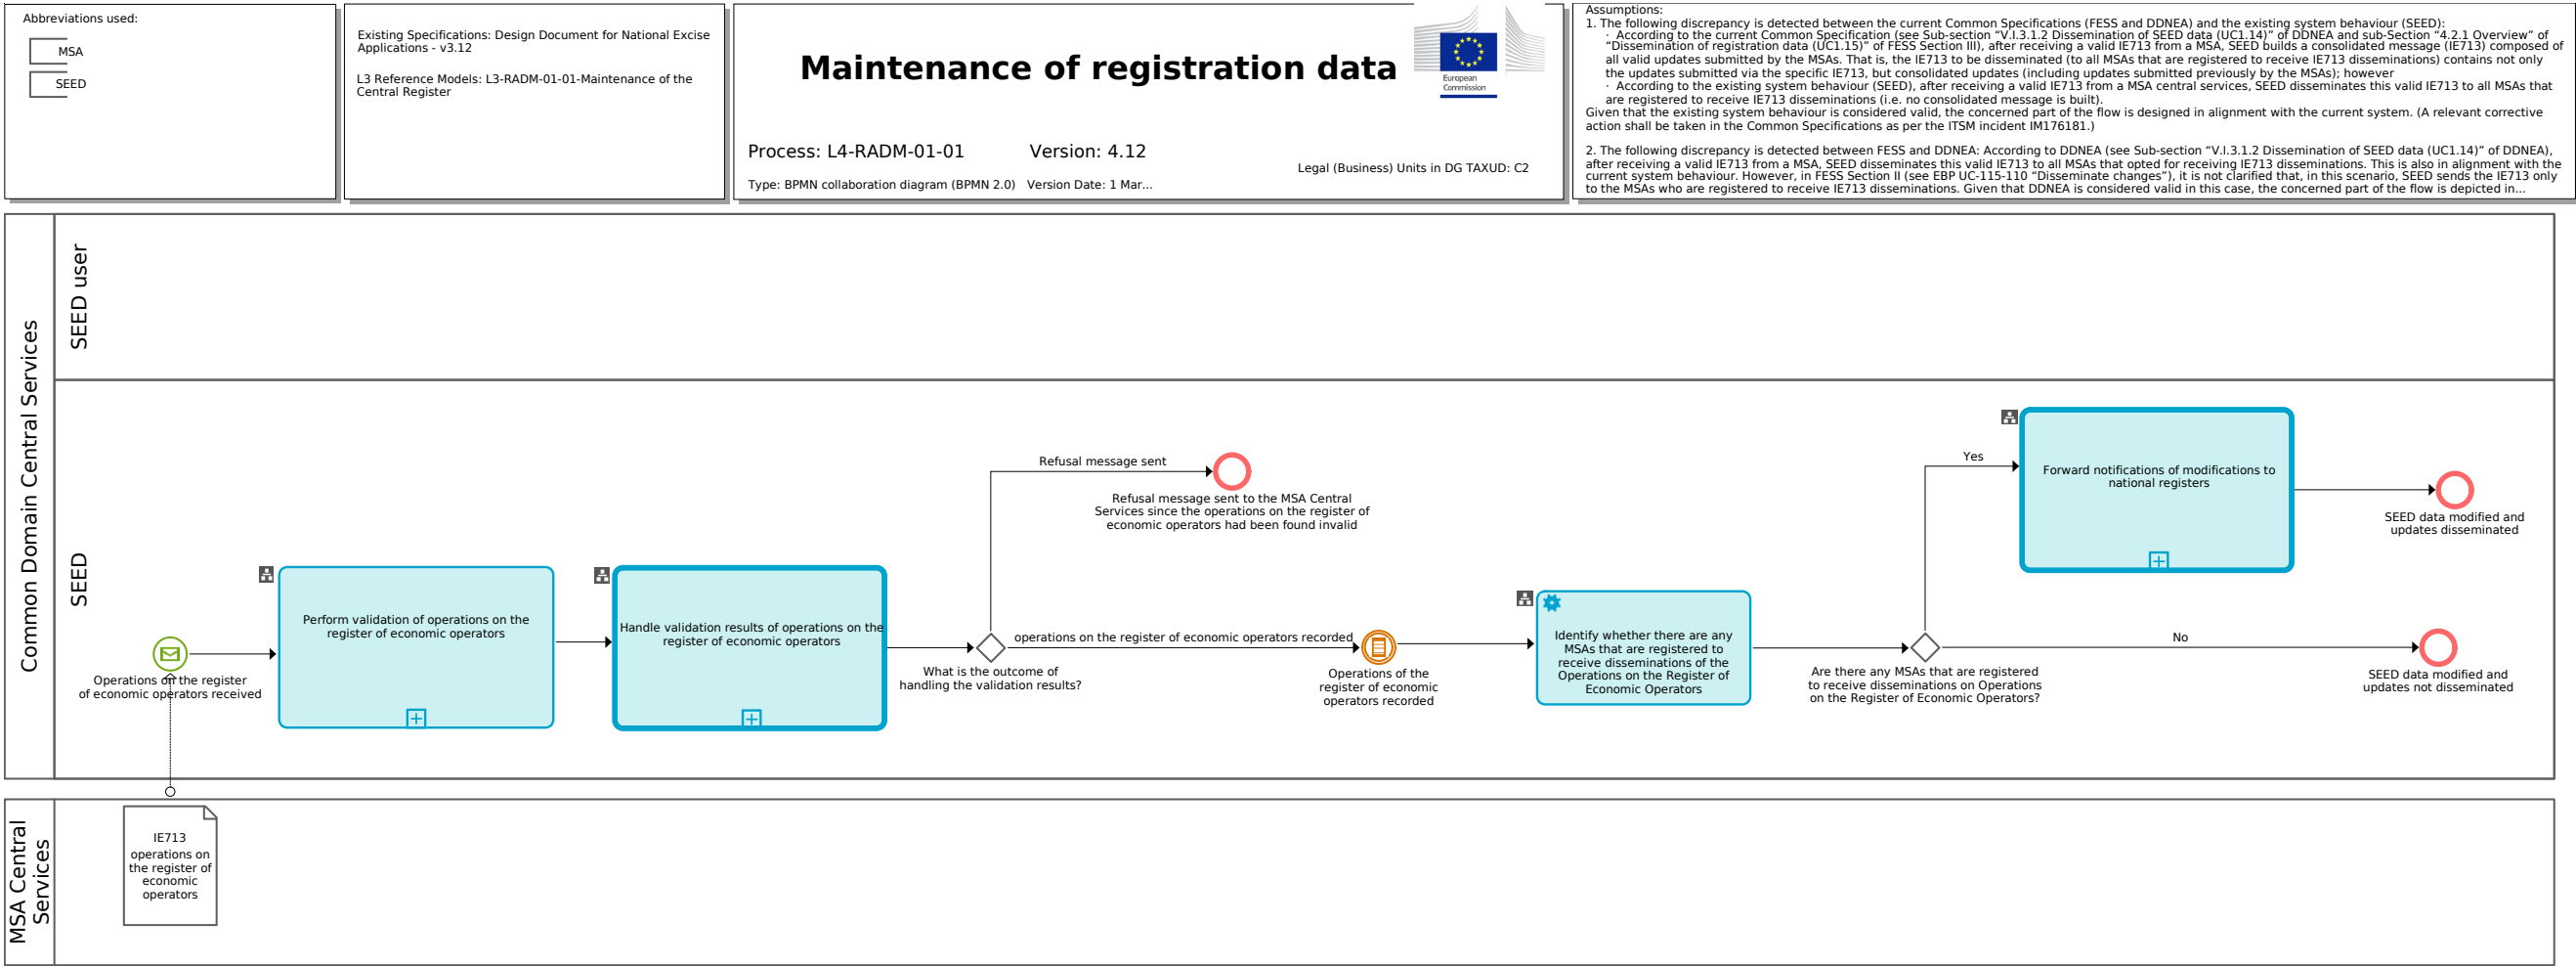 Abbreviations used:
MSA
SEED
Existing Specifications: Design Document for National Excise
Applications - v3.12
L3 Reference Models: L3-RADM-01-01-Maintenance of the
Central Register
Maintenance of registration data
European
Commission
Process: L4-RADM-01-01
Version: 4.12
Legal (Business) Units in DG TAXUD: C2
Type: BPMN collaboration diagram (BPMN 2.0)
Version Date: 1 Mar...
Assumptions:
1. The following discrepancy is detected between the current Common Specifications (FESS and DDNEA) and the existing system behaviour (SEED):
· According to the current Common Specification (see Sub-section “V.I.3.1.2 Dissemination of SEED data (UC1.14)” of DDNEA and sub-Section “4.2.1 Overview” of
“Dissemination of registration data (UC1.15)” of FESS Section III), after receiving a valid IE713 from a MSA, SEED builds a consolidated message (IE713) composed of
all valid updates submitted by the MSAs. That is, the IE713 to be disseminated (to all MSAs that are registered to receive IE713 disseminations) contains not only
the updates submitted via the specific IE713, but consolidated updates (including updates submitted previously by the MSAs); however
· According to the existing system behaviour (SEED), after receiving a valid IE713 from a MSA central services, SEED disseminates this valid IE713 to all MSAs that
are registered to receive IE713 disseminations (i.e. no consolidated message is built).
Given that the existing system behaviour is considered valid, the concerned part of the flow is designed in alignment with the current system. (A relevant corrective
action shall be taken in the Common Specifications as per the ITSM incident IM176181.)
2. The following discrepancy is detected between FESS and DDNEA: According to DDNEA (see Sub-section “V.I.3.1.2 Dissemination of SEED data (UC1.14)” of DDNEA),
after receiving a valid IE713 from a MSA, SEED disseminates this valid IE713 to all MSAs that opted for receiving IE713 disseminations. This is also in alignment with the
current system behaviour. However, in FESS Section II (see EBP UC-115-110 “Disseminate changes”), it is not clarified that, in this scenario, SEED sends the IE713 only
to the MSAs who are registered to receive IE713 disseminations. Given that DDNEA is considered valid in this case, the concerned part of the flow is depicted in...
Common Domain Central Services
SEED user
SEED
Operations on the register
of economic operators received
Perform validation of operations on the
register of economic operators
Handle validation results of operations on the
register of economic operators
What is the outcome of
handling the validation results?
Refusal message sent
Refusal message sent to the MSA Central
Services since the operations on the register of
economic operators had been found invalid
operations on the register of economic operators recorded
Operations of the
register of economic
operators recorded
Identify whether there are any
MSAs that are registered to
receive disseminations of the
Operations on the Register of
Economic Operators
Are there any MSAs that are registered
to receive disseminations on Operations
on the Register of Economic Operators?
Yes
Forward notifications of modifications to
national registers
SEED data modified and
updates disseminated
No
SEED data modified and
updates not disseminated
MSA Central
Services
IE713
operations on
the register of
economic
operators